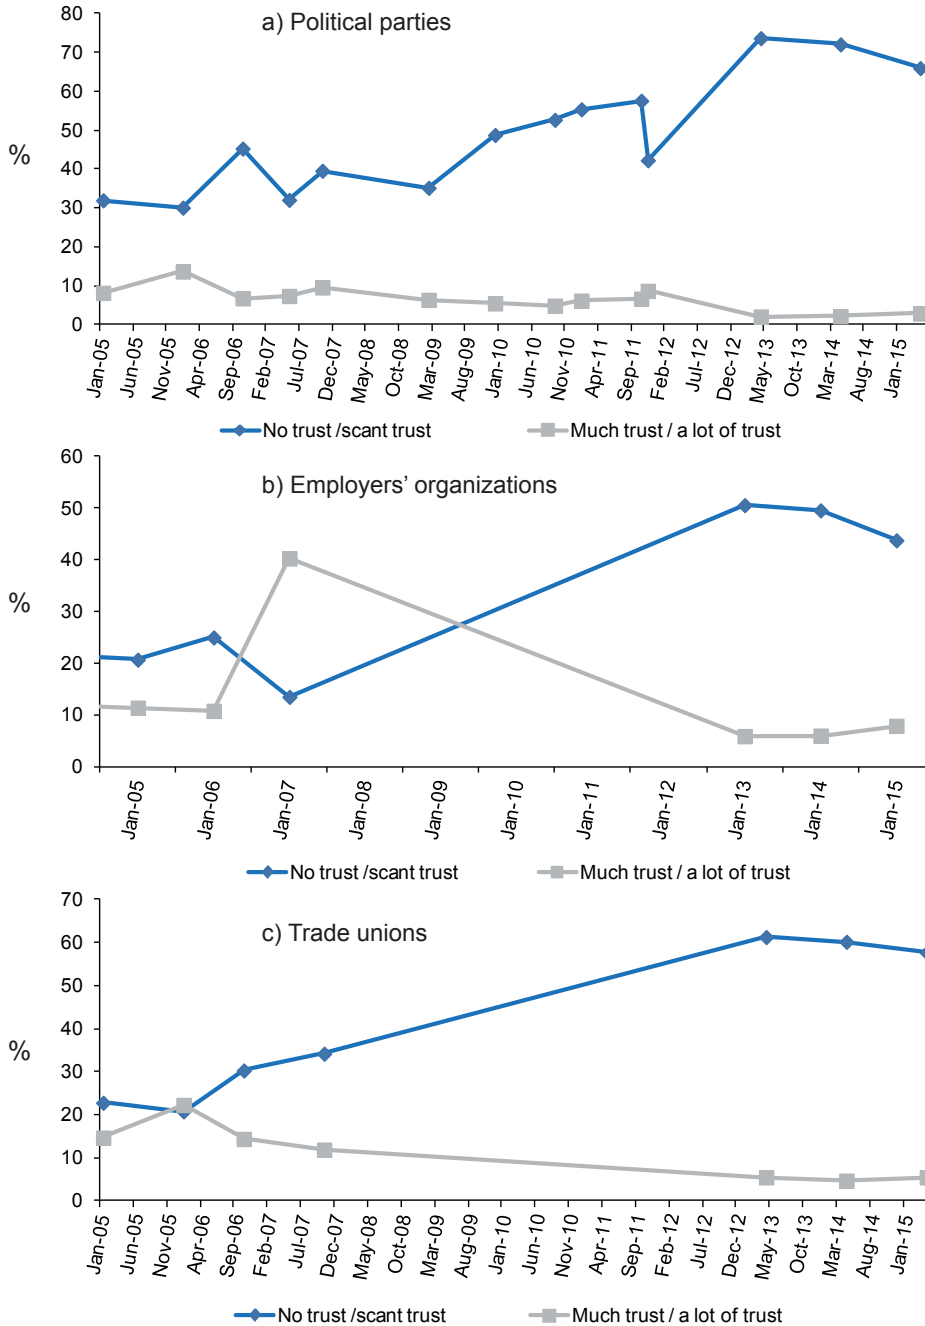 a) Political parties
80
70
60
50
40
30
20
10
0
%
Jan-05
Jun-05
Nov-05
Apr-06
Sep-06
Feb-07
Jul-07
Dec-07
May-08
Oct-08
Mar-09
Aug-09
Jan-10
Jun-10
Nov-10
Apr-11
Sep-11
Feb-12
Jul-12
Dec-12
May-13
Oct-13
Mar-14
Aug-14
Jan-15
No trust /scant trust Much trust / a lot of trust
b) Employers' organizations
60
50
40
30
20
10
0
%
Jan-05
Jan-06
Jan-07
Jan-08
Jan-09
Jan-10
Jan-11
Jan-12
Jan-13
Jan-14
Jan-15
No trust /scant trust Much trust / a lot of trust
c) Trade unions
70
60
50
40
30
20
10
0
%
Jan-05
Jun-05
Nov-05
Apr-06
Sep-06
Feb-07
Jul-07
Dec-07
May-08
Oct-08
Mar-09
Aug-09
Jan-10
Jun-10
Nov-10
Apr-11
Sep-11
Feb-12
Jul-12
Dec-12
May-13
Oct-13
Mar-14
Aug-14
Jan-15
No trust /scant trust Much trust / a lot of trust